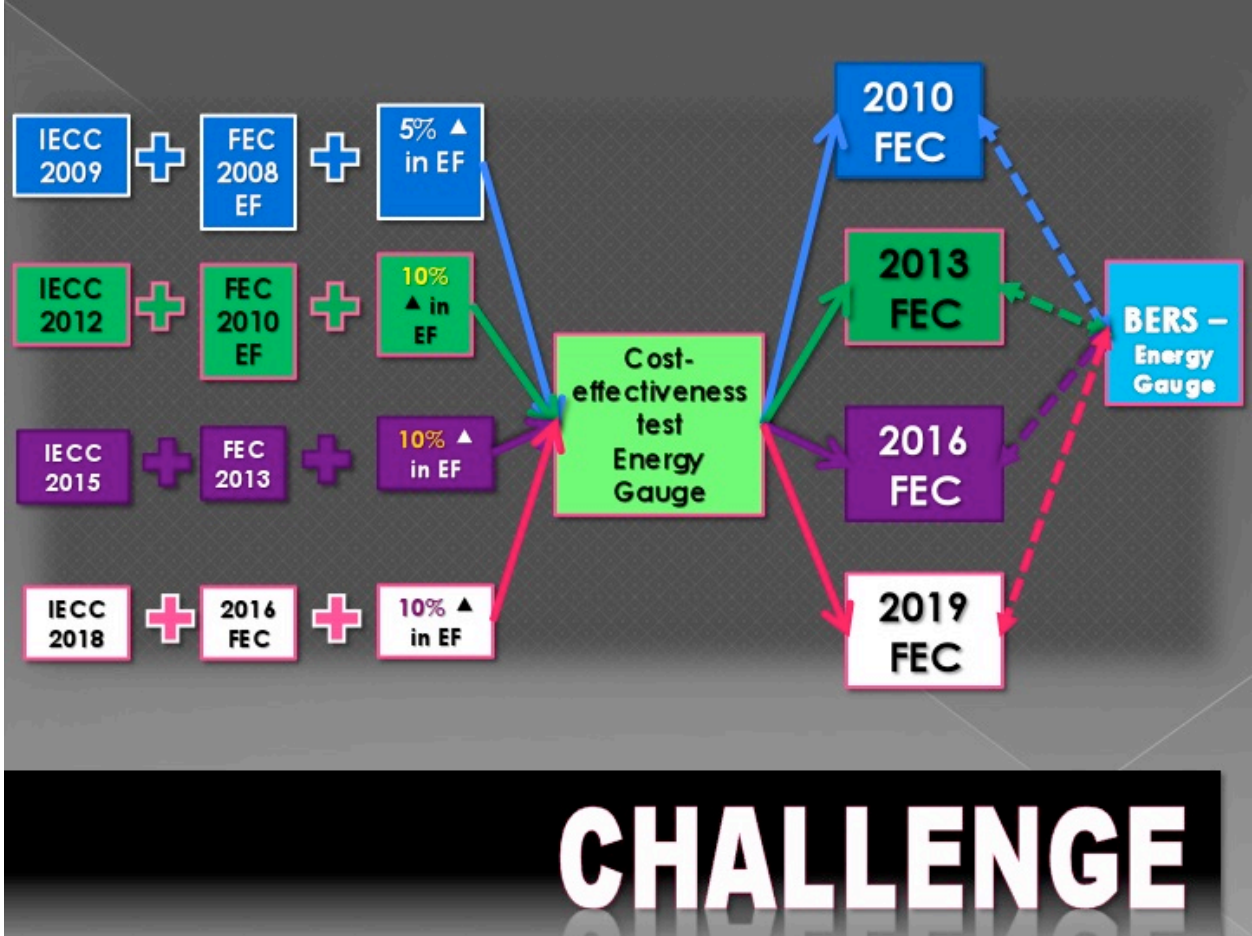 IECC
2009
FEC
2008
EF
5% ▲
in EF
IECC
2012
FEC
2010
EF
10%
▲ in
EF
IECC
2015
FEC
2013
10% ▲
in EF
IECC
2018
2016
FEC
10% ▲
in EF
Cost-
effectiveness
test
Energy
Gauge
2010
FEC
2013
FEC
2016
FEC
2019
FEC
BERS –
Energy
Gauge
CHALLENGE